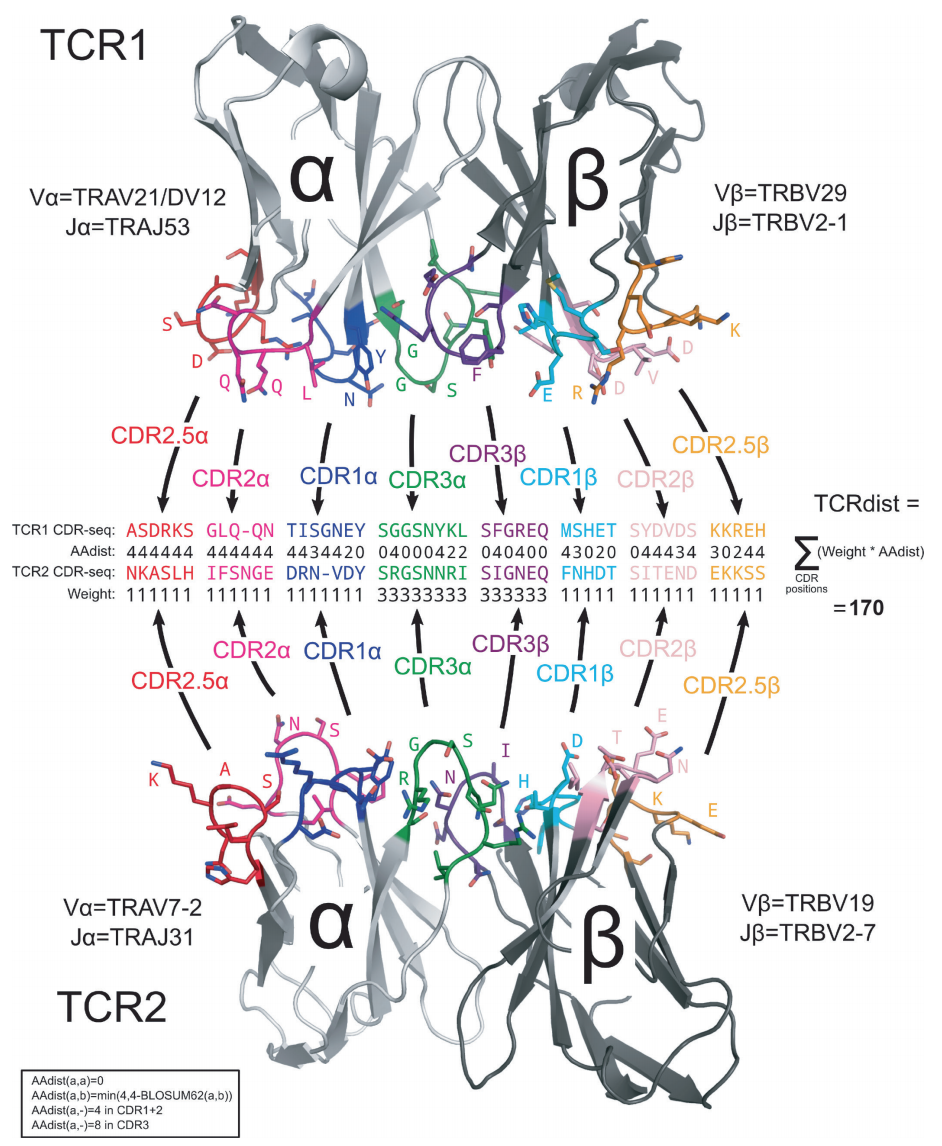 TCR1
α
β
Vα=TRAV21/DV12
Jα=TRAJ53
Vβ=TRBV29
Jβ=TRBV2-1
S
D
Q
Q
L
N
Y
G
G
S
F
E
R
D
V
D
K
CDR2.5α
CDR2α
CDR1α
CDR3α
CDR3β
CDR1β
CDR2β
CDR2.5β
TCR1 CDR-seq: ASDRKS GLQ-QN TISGNEY SGGSNYKL SFGREQ MSHET SYDVDS KKREH
AAdist: 444444 444444 4434420 04000422 040400 43020 044434 30244
TCR2 CDR-seq: NKASLH IFSNGE DRN-VDY SRGSNNRI SIGNEQ FNHDT SITEND EKKSS
Weight: 111111 111111 1111111 33333333 333333 11111 111111 11111
TCRdist =
∑ (Weight * AAdist)
CDR
positions
=170
CDR2.5α
CDR2α
CDR1α
CDR3α
CDR3β
CDR1β
CDR2β
CDR2.5β
K
A
S
N
S
R
G
S
N
I
H
D
T
E
N
K
E
Vα=TRAV7-2
Jα=TRAJ31
α
β
Vβ=TRBV19
Jβ=TRBV2-7
TCR2
AAdist(a,a)=0
AAdist(a,b)=min(4,4-BLOSUM62(a,b))
AAdist(a,-)=4 in CDR1+2
AAdist(a,-)=8 in CDR3